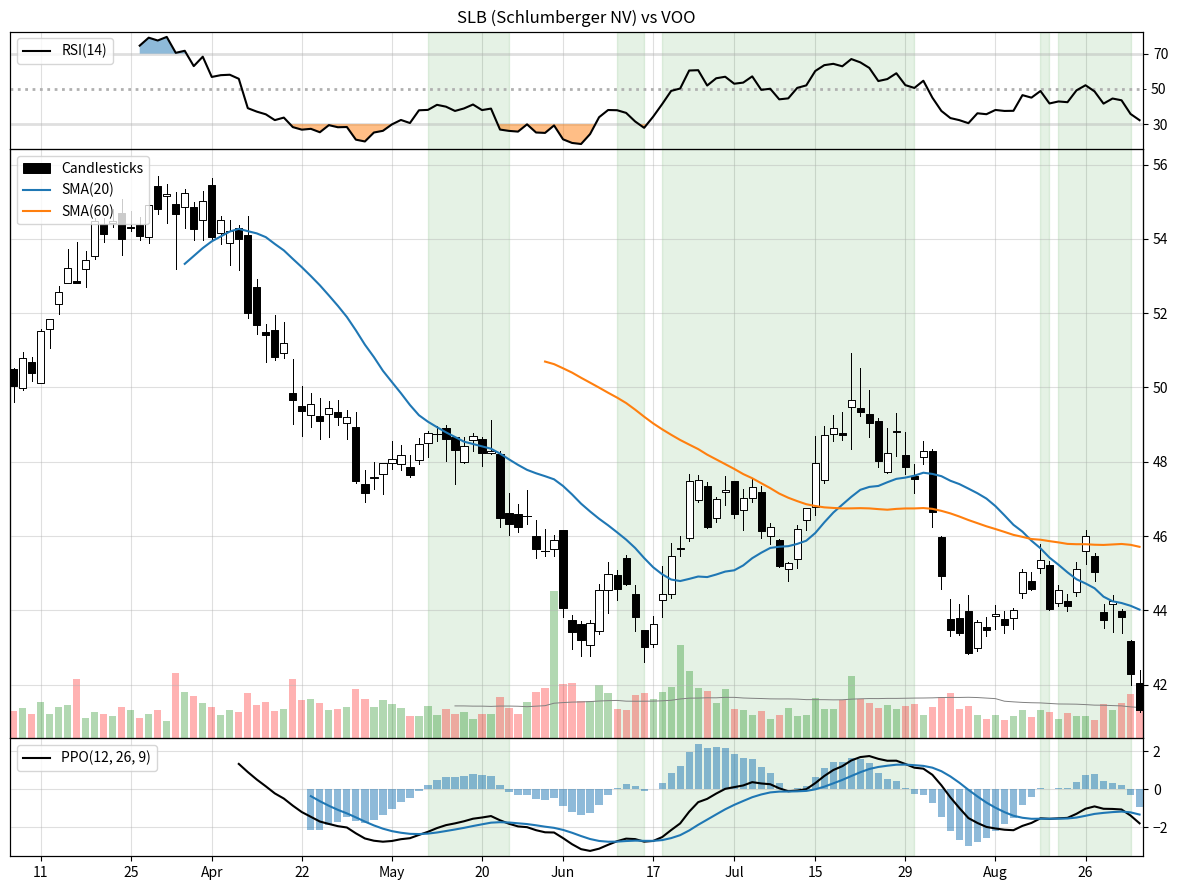 SLB (Schlumberger NV) vs VOO
RSI(14)
70
50
30
Candlesticks
SMA(20)
SMA(60)
56
54
52
50
48
46
44
42
PPO(12, 26, 9)
2
0
−2
11 25 Apr 22 May 20 Jun 17 Jul 15 29 Aug 26